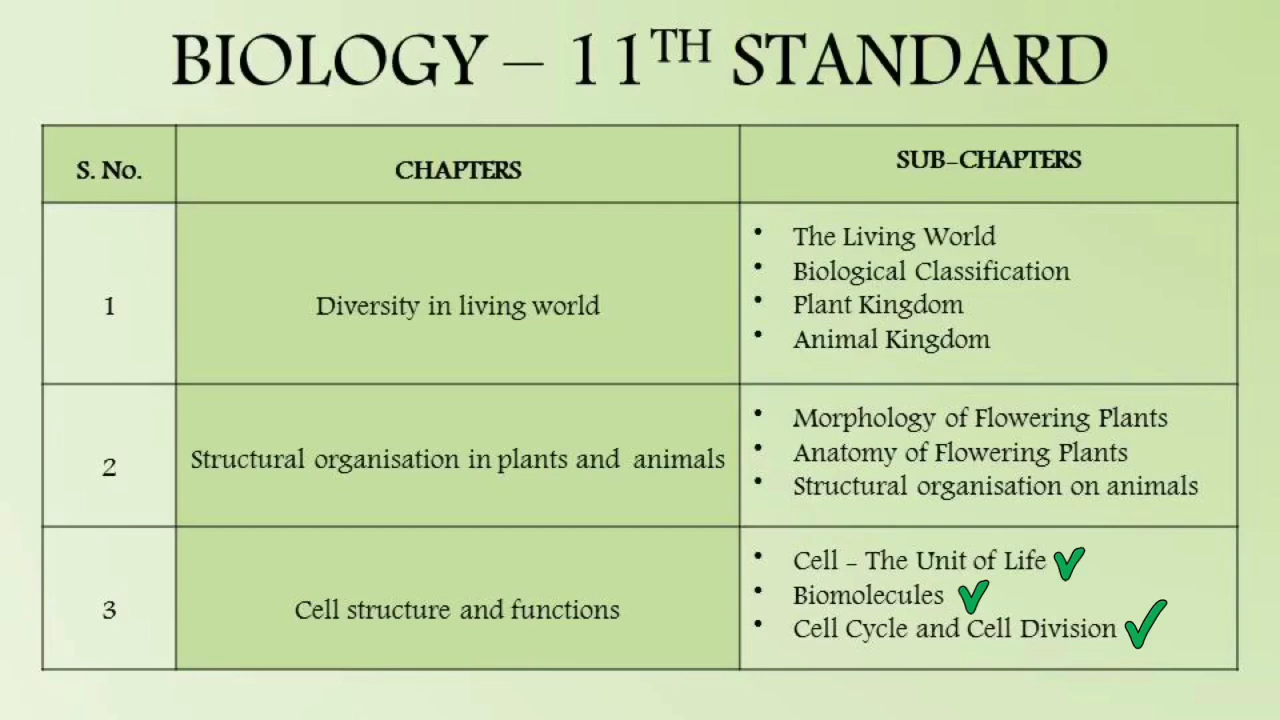 BIOLOGY – 11TH STANDARD
S. No.
CHAPTERS
SUB-CHAPTERS
1
Diversity in living world
• The Living World
• Biological Classification
• Plant Kingdom
• Animal Kingdom
2
Structural organisation in plants and animals
• Morphology of Flowering Plants
• Anatomy of Flowering Plants
• Structural organisation on animals
3
Cell structure and functions
• Cell - The Unit of Life
• Biomolecules
• Cell Cycle and Cell Division